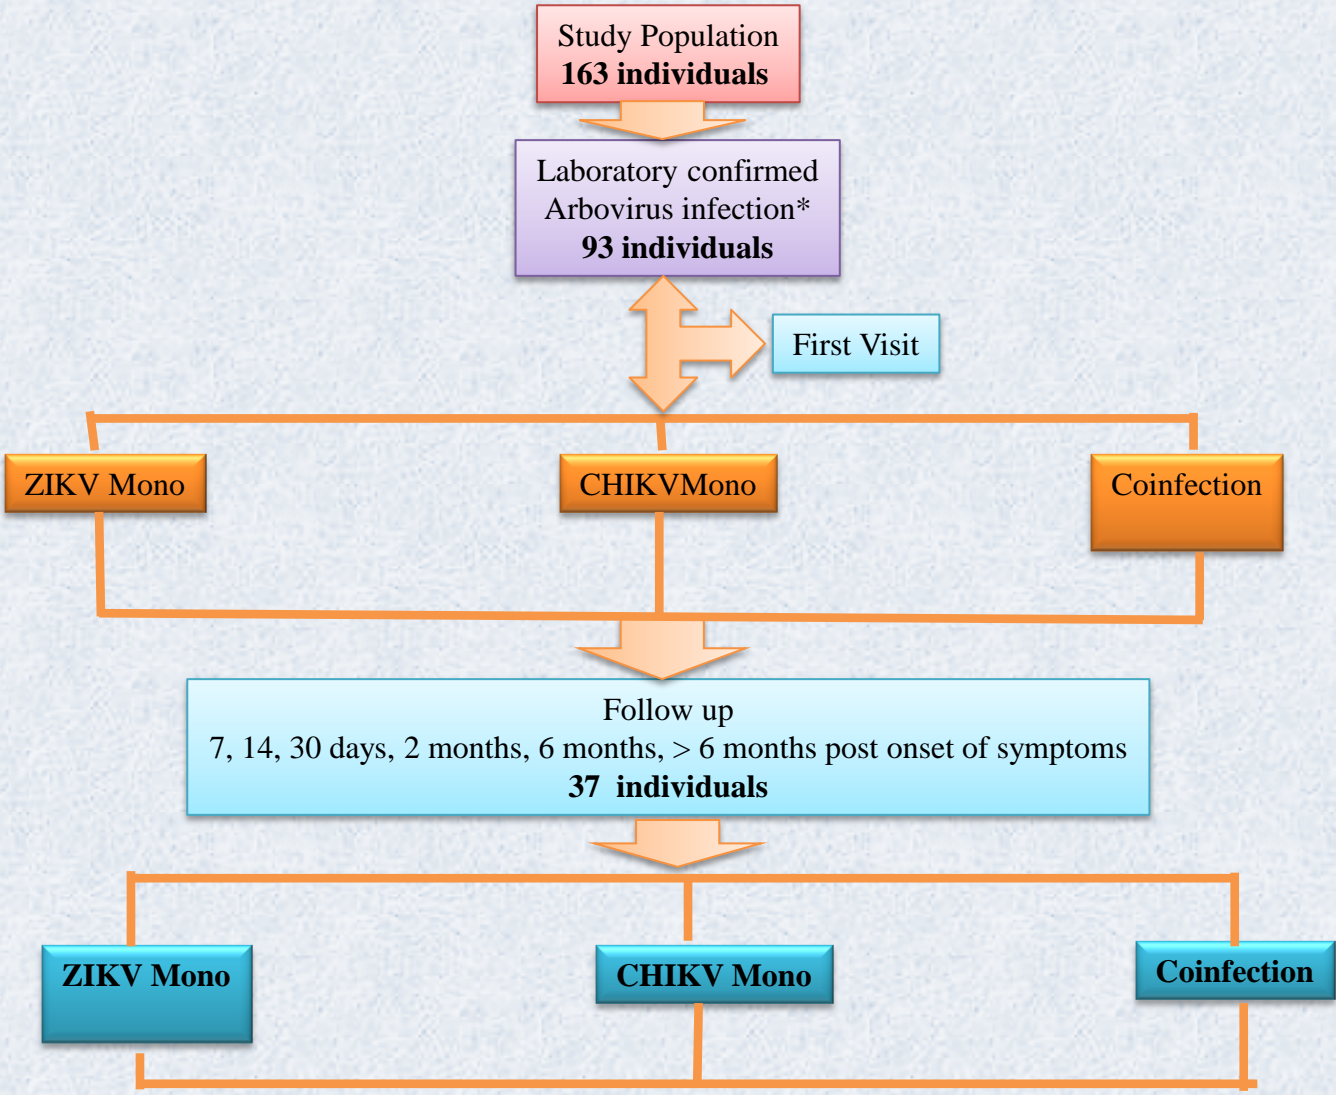 Study Population
163 individuals
Laboratory confirmed
Arbovirus infection*
93 individuals
First Visit
ZIKV Mono
CHIKVMono
Coinfection
Follow up
7, 14, 30 days, 2 months, 6 months, > 6 months post onset of symptoms
37 individuals
ZIKV Mono
CHIKV Mono
Coinfection